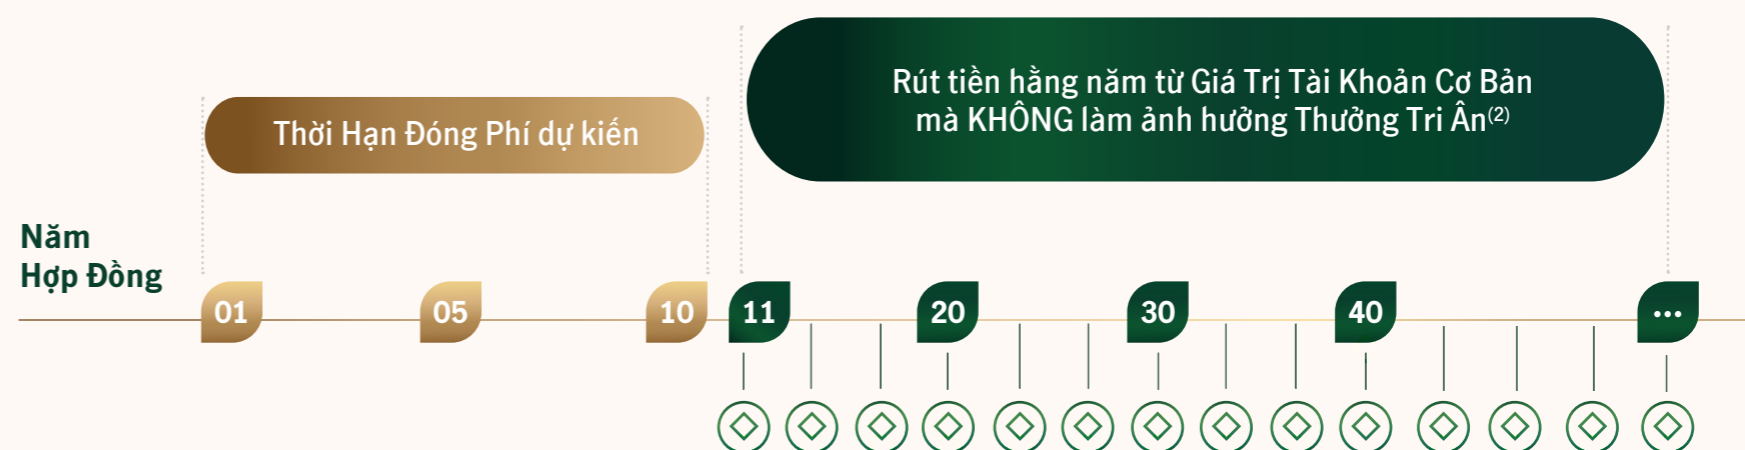 Rút tiền hằng năm từ Giá Trị Tài Khoản Cơ Bản
mà KHÔNG làm ảnh hưởng Thưởng Tri Ân(2)
Thời Hạn Đóng Phí dự kiến
Năm
Hợp Đồng
01 05 10 11 20 30 40 ...